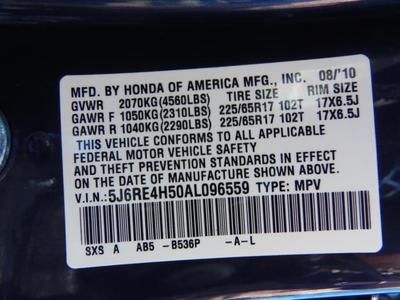 MFD. BY HONDA OF AMERICA MFG., INC. 08/'10
GVWR 2070KG(4560LBS) TIRE SIZE RIM SIZE
GAWR F 1050KG(2310LBS) 225/65R17 102T 17X6.5J
GAWR R 1040KG(2290LBS) 225/65R17 102T 17X6.5J
THIS VEHICLE CONFORMS TO ALL APPLICABLE
FEDERAL MOTOR VEHICLE SAFETY STANDARDS IN
EFFECT ON THE DATE OF MANUFACTURE SHOWN ABOVE.
V.I.N: 5J6RE4H50AL096559 TYPE: MPV
SXS A AB5 -B536P -A-L